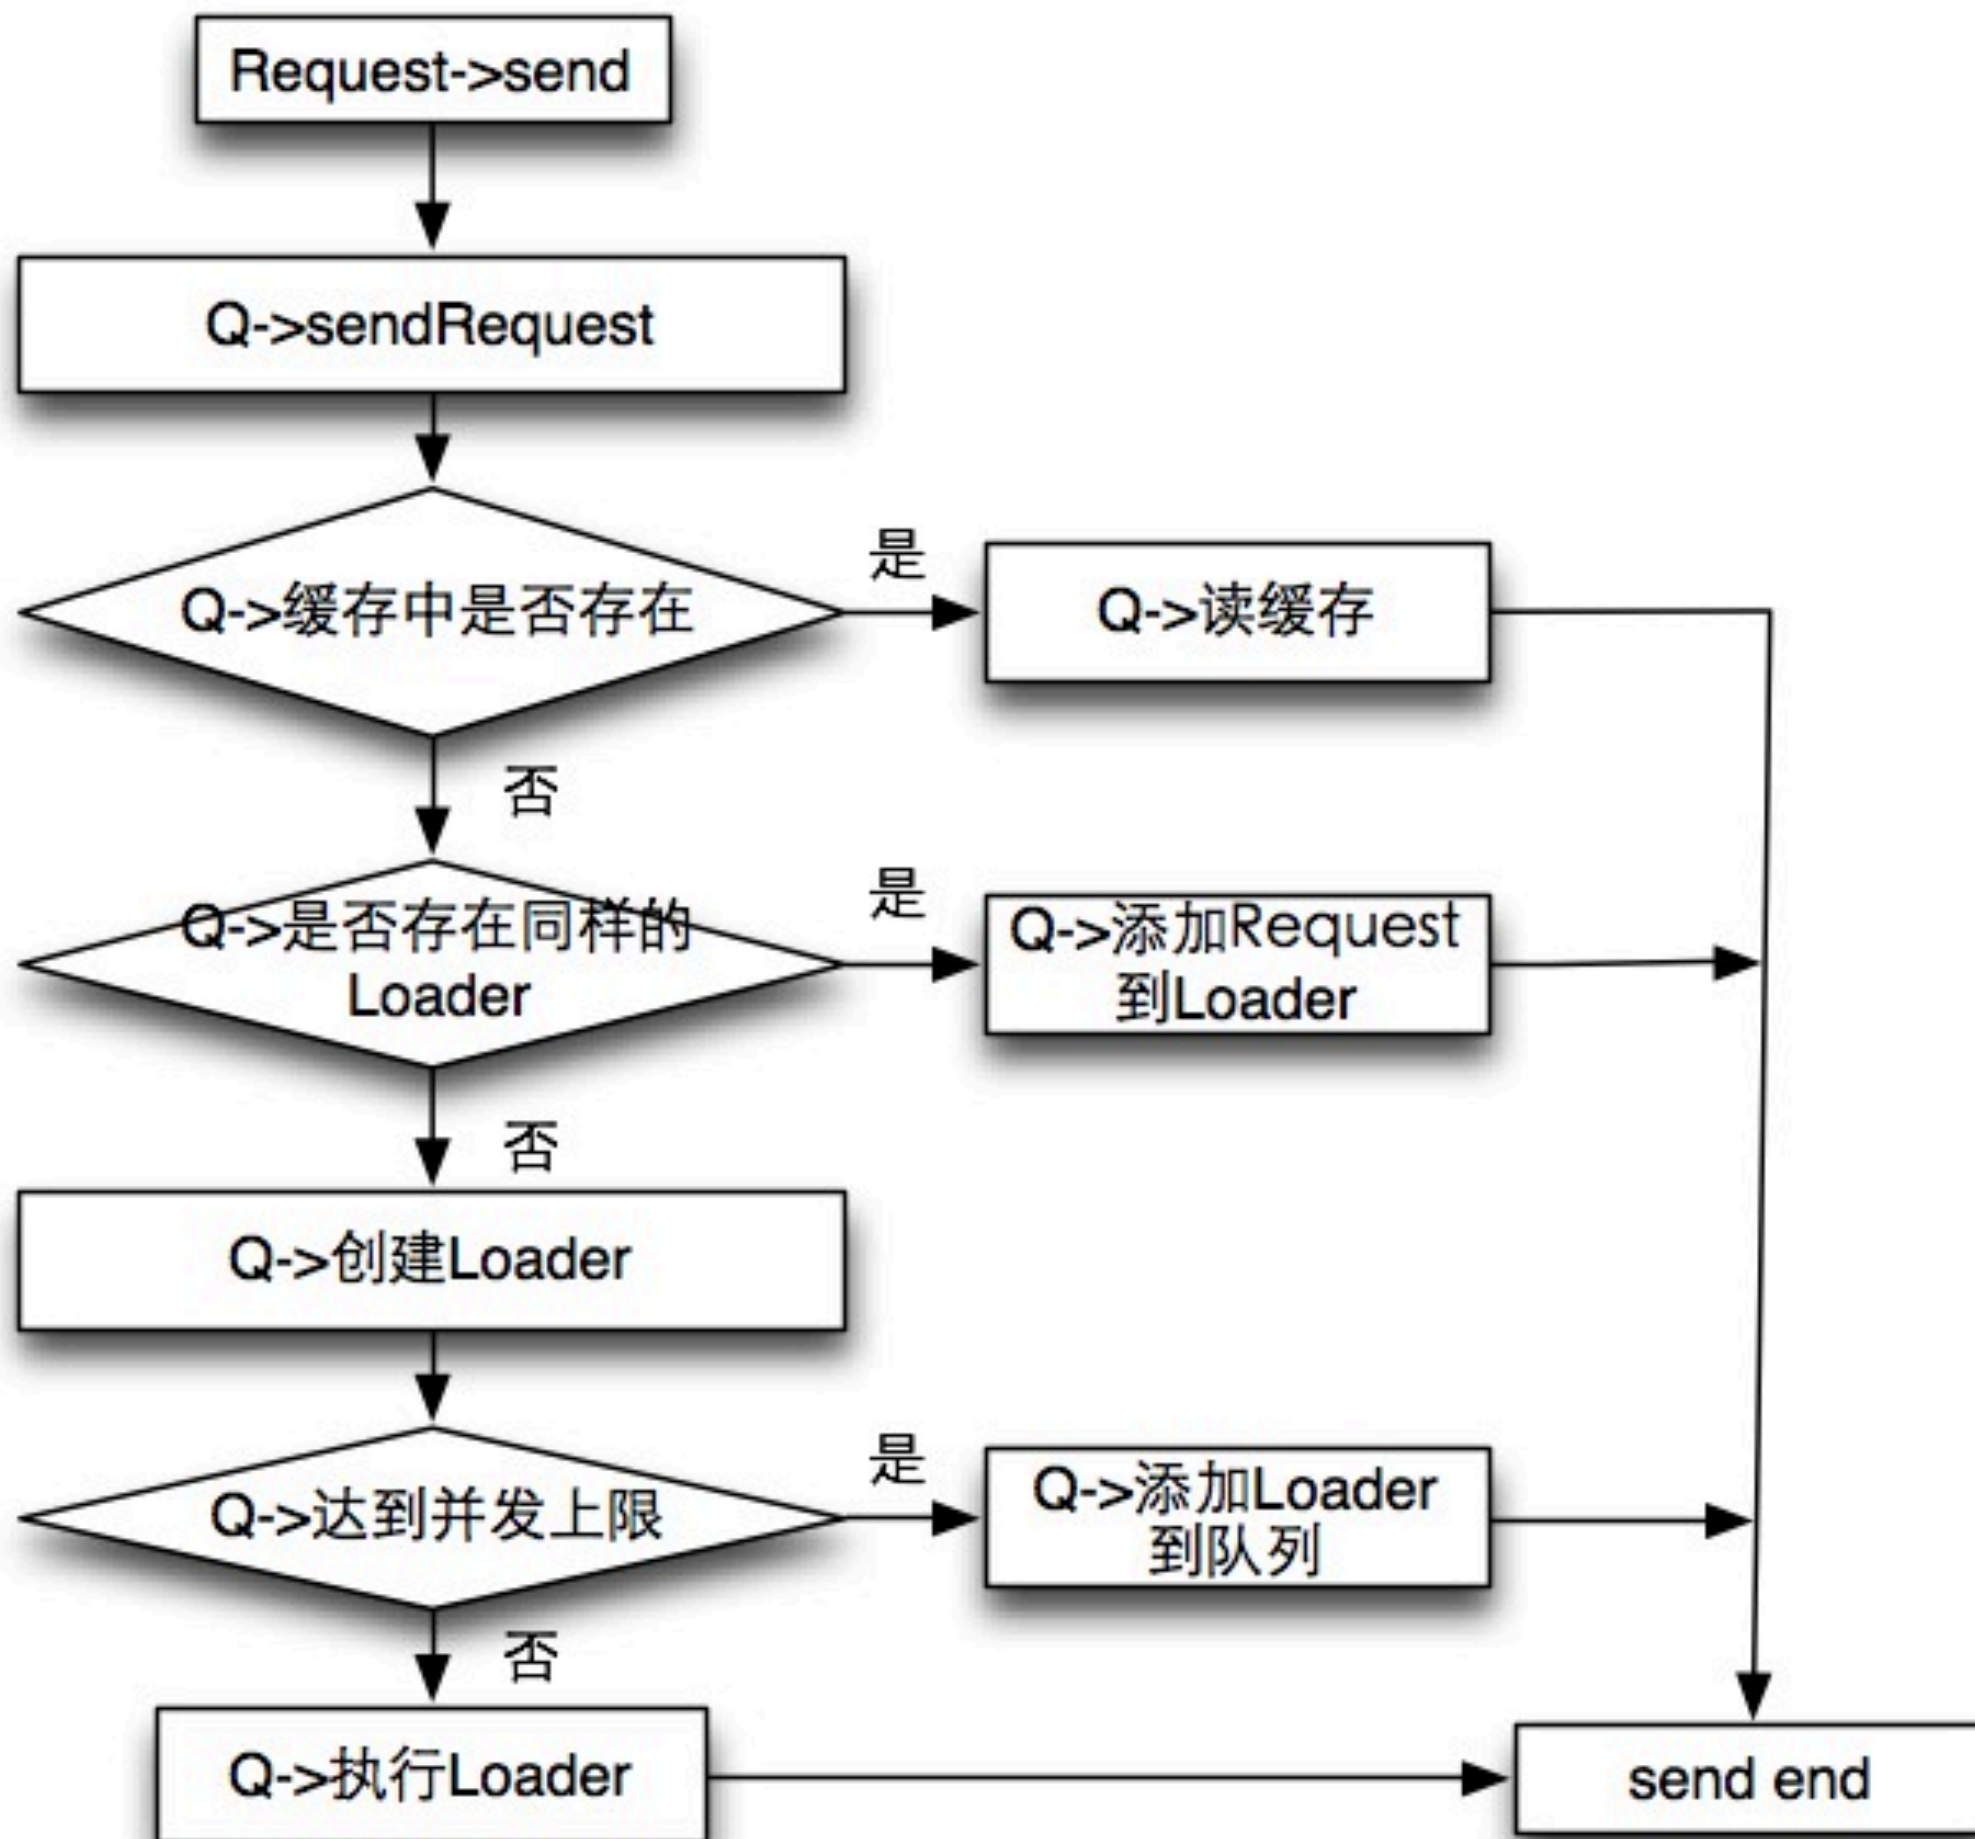 Request->send
Q->sendRequest
Q->缓存中是否存在
是
Q->读缓存
否
Q->是否存在同样的
Loader
是
Q->添加Request
到Loader
否
Q->创建Loader
Q->达到并发上限
是
Q->添加Loader
到队列
否
Q->执行Loader
send end